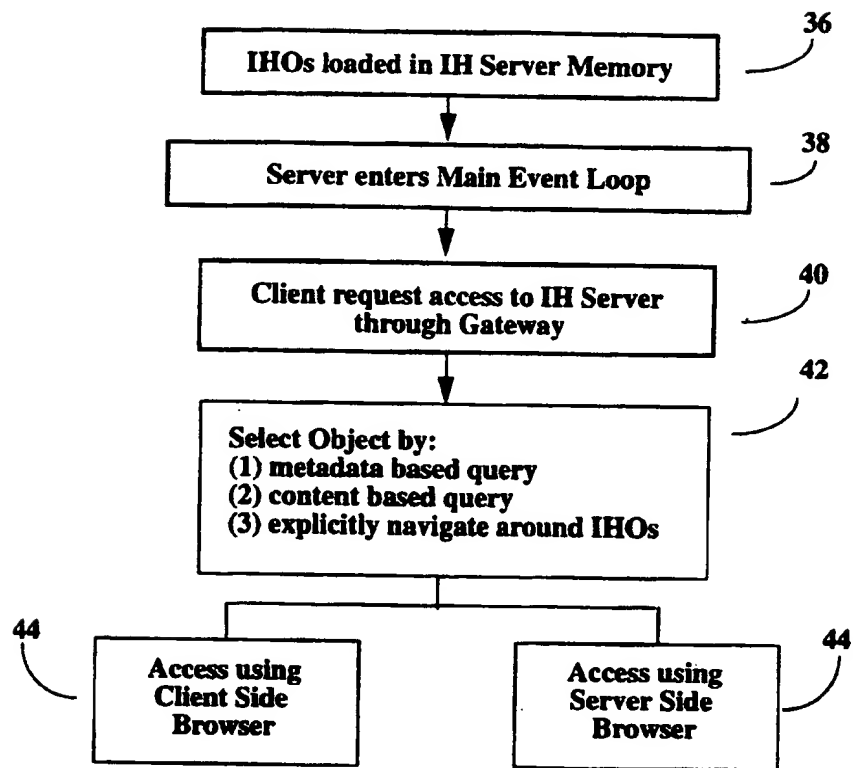 36
IHOs loaded in IH Server Memory
38
Server enters Main Event Loop
40
Client request access to IH Server
through Gateway
42
Select Object by:
(1) metadata based query
(2) content based query
(3) explicitly navigate around IHOs
44
Access using
Client Side
Browser
44
Access using
Server Side
Browser